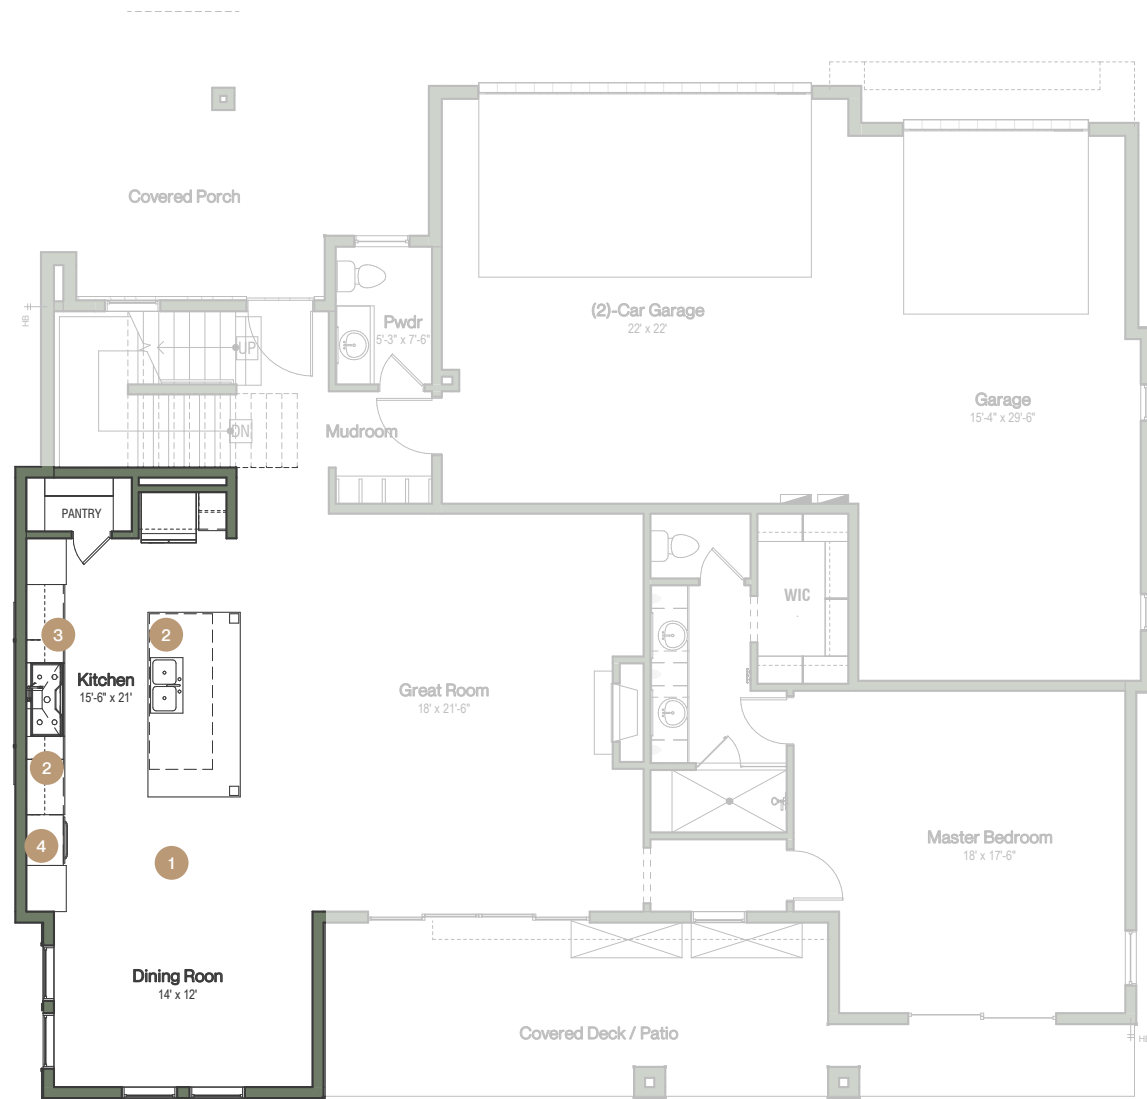 Covered Porch
HB
Pwdr
5'-3" x 7'-6"
UP
DN
Mudroom
(2)-Car Garage
22' x 22'
Garage
15'-4" x 29'-6"
PANTRY
3
2
Kitchen
15'-6" x 21'
2
4
1
Great Room
18' x 21'-6"
WIC
Master Bedroom
18' x 17'-6"
Dining Roon
14' x 12'
Covered Deck / Patio